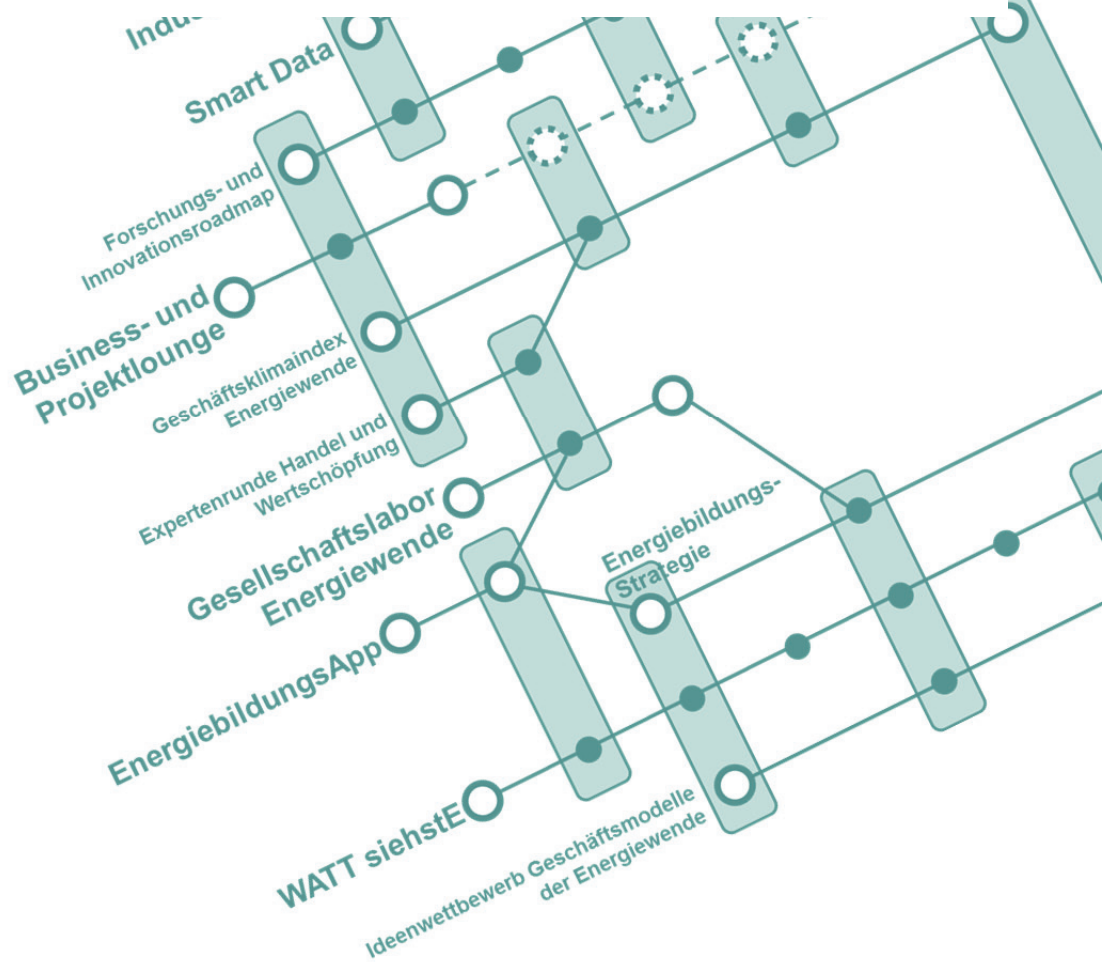 Smart Data
Forschungs- und
Innovationsroadmap
Business- und
Projektlounge
Geschäftsklimaindex
Energiewende
Expertenrunde Handel und
Wertschöpfung
Gesellschaftslabor
Energiewende
Energiebildungs-
Strategie
EnergiebildungsApp
WATT siehstE
Ideenwettbewerb Geschäftsmodelle
der Energiewende